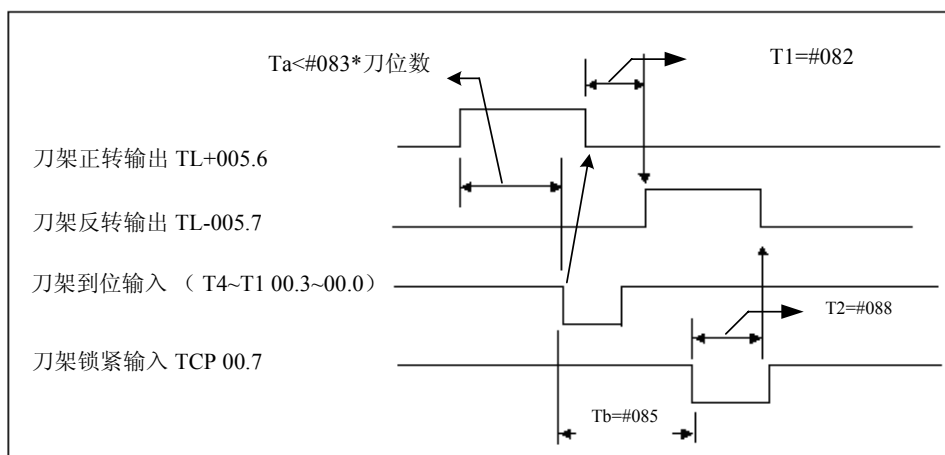 Ta<#083*刀位数
T1=#082
刀架正转输出 TL+005.6
刀架反转输出 TL-005.7
刀架到位输入 （ T4~T1 00.3~00.0）
T2=#088
刀架锁紧输入 TCP 00.7
Tb=#085